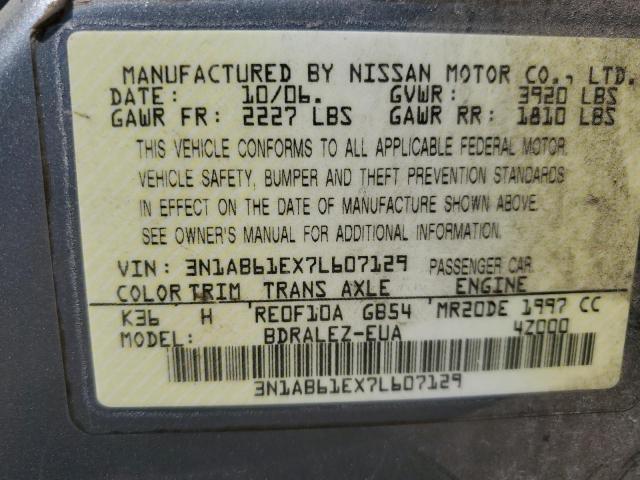 MANUFACTURED BY NISSAN MOTOR CO., LTD.
DATE: 10/06. GVWR: 3920 LBS
GAWR FR: 2227 LBS GAWR RR: 1810 LBS
THIS VEHICLE CONFORMS TO ALL APPLICABLE FEDERAL MOTOR
VEHICLE SAFETY, BUMPER AND THEFT PREVENTION STANDARDS
IN EFFECT ON THE DATE OF MANUFACTURE SHOWN ABOVE.
SEE OWNER'S MANUAL FOR ADDITIONAL INFORMATION.
VIN: 3N1AB61EX7L607129 PASSENGER CAR
COLOR TRIM TRANS AXLE ENGINE
K36 H RE0F10A GB54 MR20DE 1997 CC
BDRALEZ-EUA 4Z000
3N1AB61EX7L607129